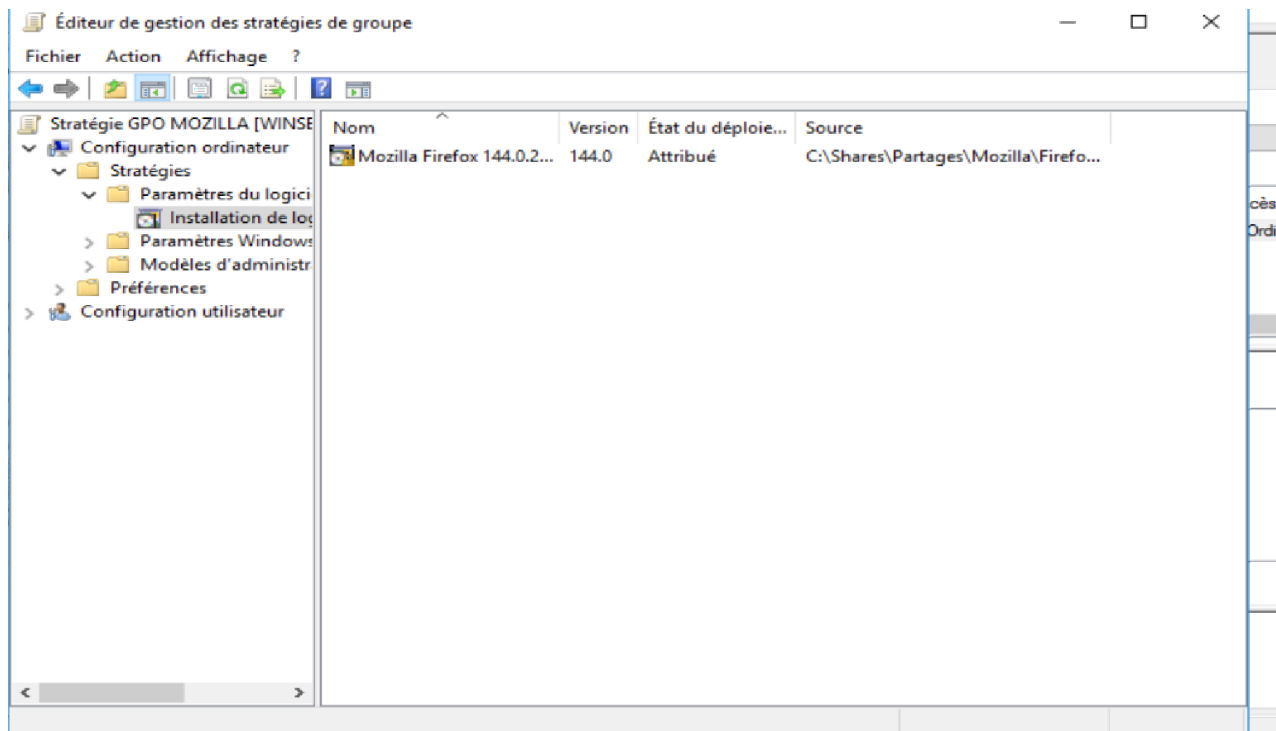 Éditeur de gestion des stratégies de groupe
Fichier Action Affichage ?
Stratégie GPO MOZILLA [WINSE
Configuration ordinateur
Stratégies
Paramètres du logici
Installation de log
Paramètres Windows
Modèles d'administr
Préférences
Configuration utilisateur
Nom Version État du déploie... Source
Mozilla Firefox 144.0.2... 144.0 Attribué C:\Shares\Partages\Mozilla\Firefo...
cès
Ordi